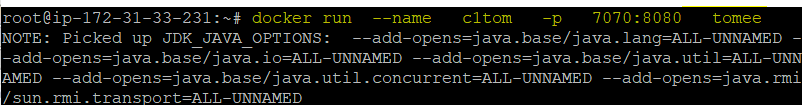 root@ip-172-31-33-231:~# docker run  --name   c1tom   -p   7070:8080   tomee
NOTE: Picked up JDK_JAVA_OPTIONS:  --add-opens=java.base/java.lang=ALL-UNNAMED -
-add-opens=java.base/java.io=ALL-UNNAMED --add-opens=java.base/java.util=ALL-UNN
AMED --add-opens=java.base/java.util.concurrent=ALL-UNNAMED --add-opens=java.rmi
/sun.rmi.transport=ALL-UNNAMED